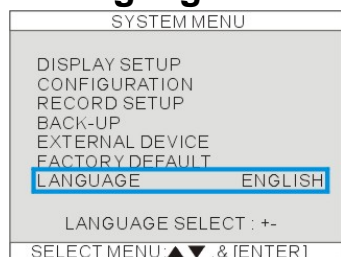 SYSTEM MENU
DISPLAY SETUP
CONFIGURATION
RECORD SETUP
BACK-UP
EXTERNAL DEVICE
FACTORY DEFAULT
LANGUAGE ENGLISH
LANGUAGE SELECT : +-
SELECT MENU:▲▼ .& [ENTER]